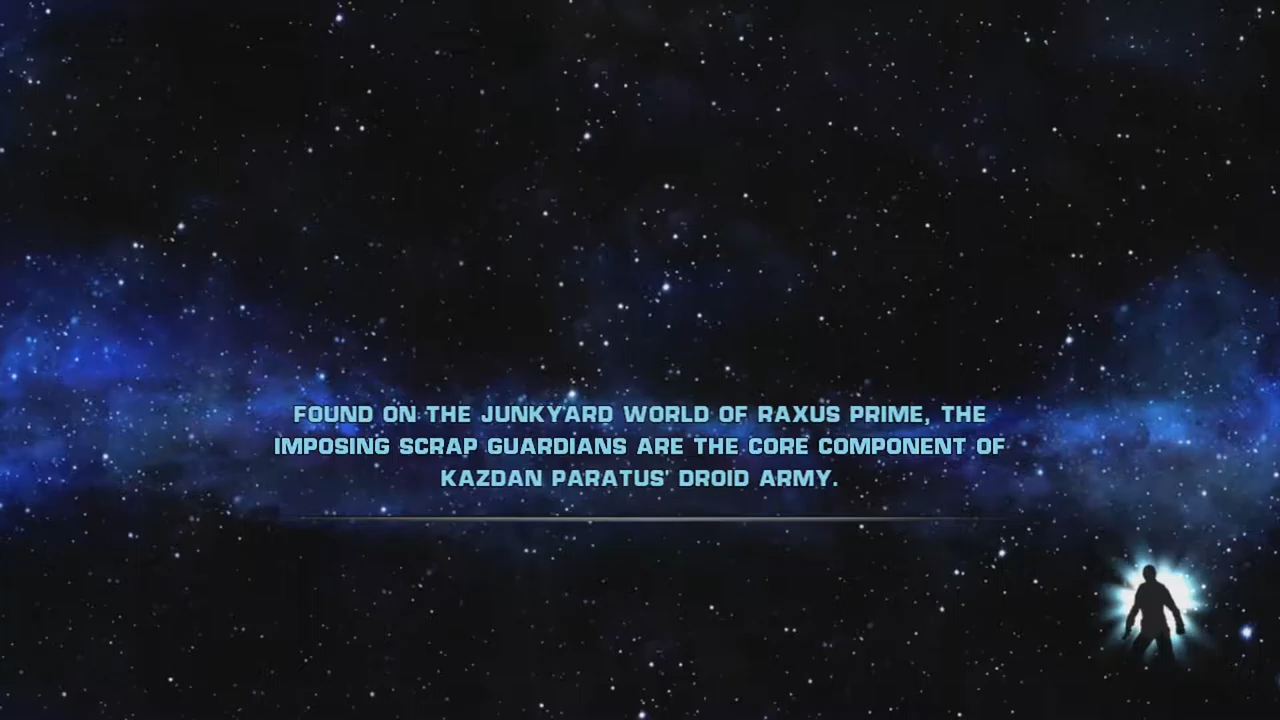 FOUND ON THE JUNKYARD WORLD OF RAXUS PRIME, THE
IMPOSING SCRAP GUARDIANS ARE THE CORE COMPONENT OF
KAZDAN PARATUS' DROID ARMY.